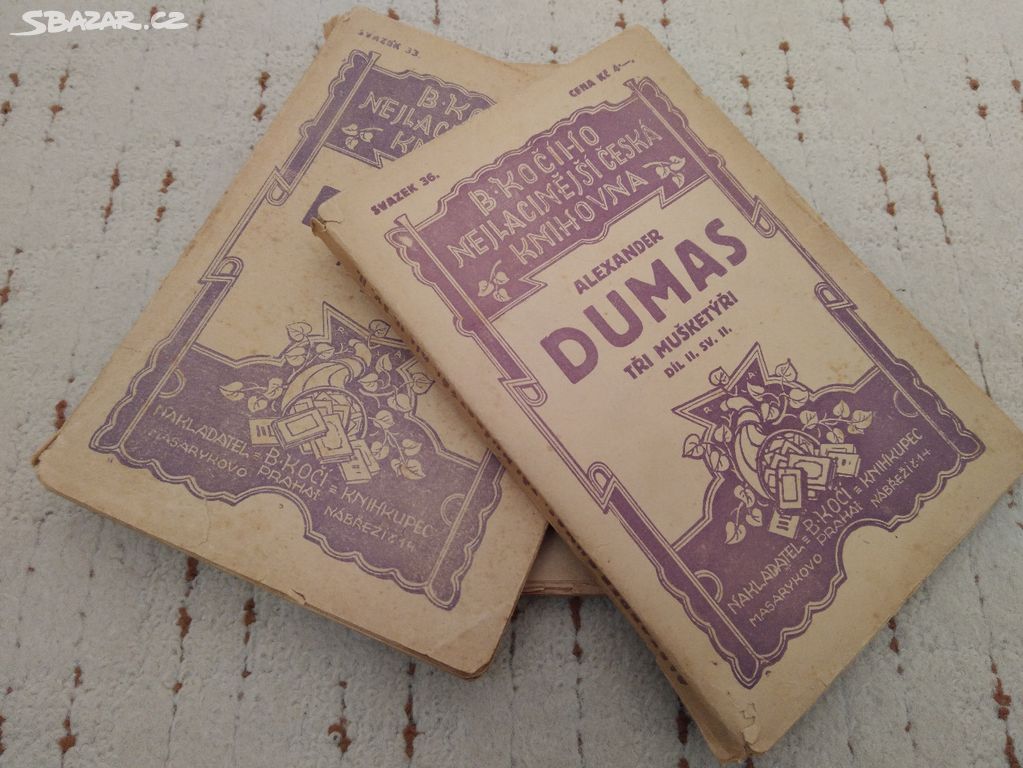 SBAZAR.CZ
SVAZEK 33.
B. K
NEJLACI
KN
NAKLADATEL = B. KOČÍ = KNIHKUPEC
MASARYKOVO PRAHA I. NÁBŘEŽÍ Č. 14
SVAZEK 36.
CENA Kč 4·—.
B. KOČÍHO
NEJLACINĚJŠÍ ČESKÁ
KNIHOVNA
ALEXANDER
DUMAS
TŘI MUŠKETÝŘI
DÍL II. SV. II.
NAKLADATEL = B. KOČÍ = KNIHKUPEC
MASARYKOVO PRAHA I. NÁBŘEŽÍ Č. 14